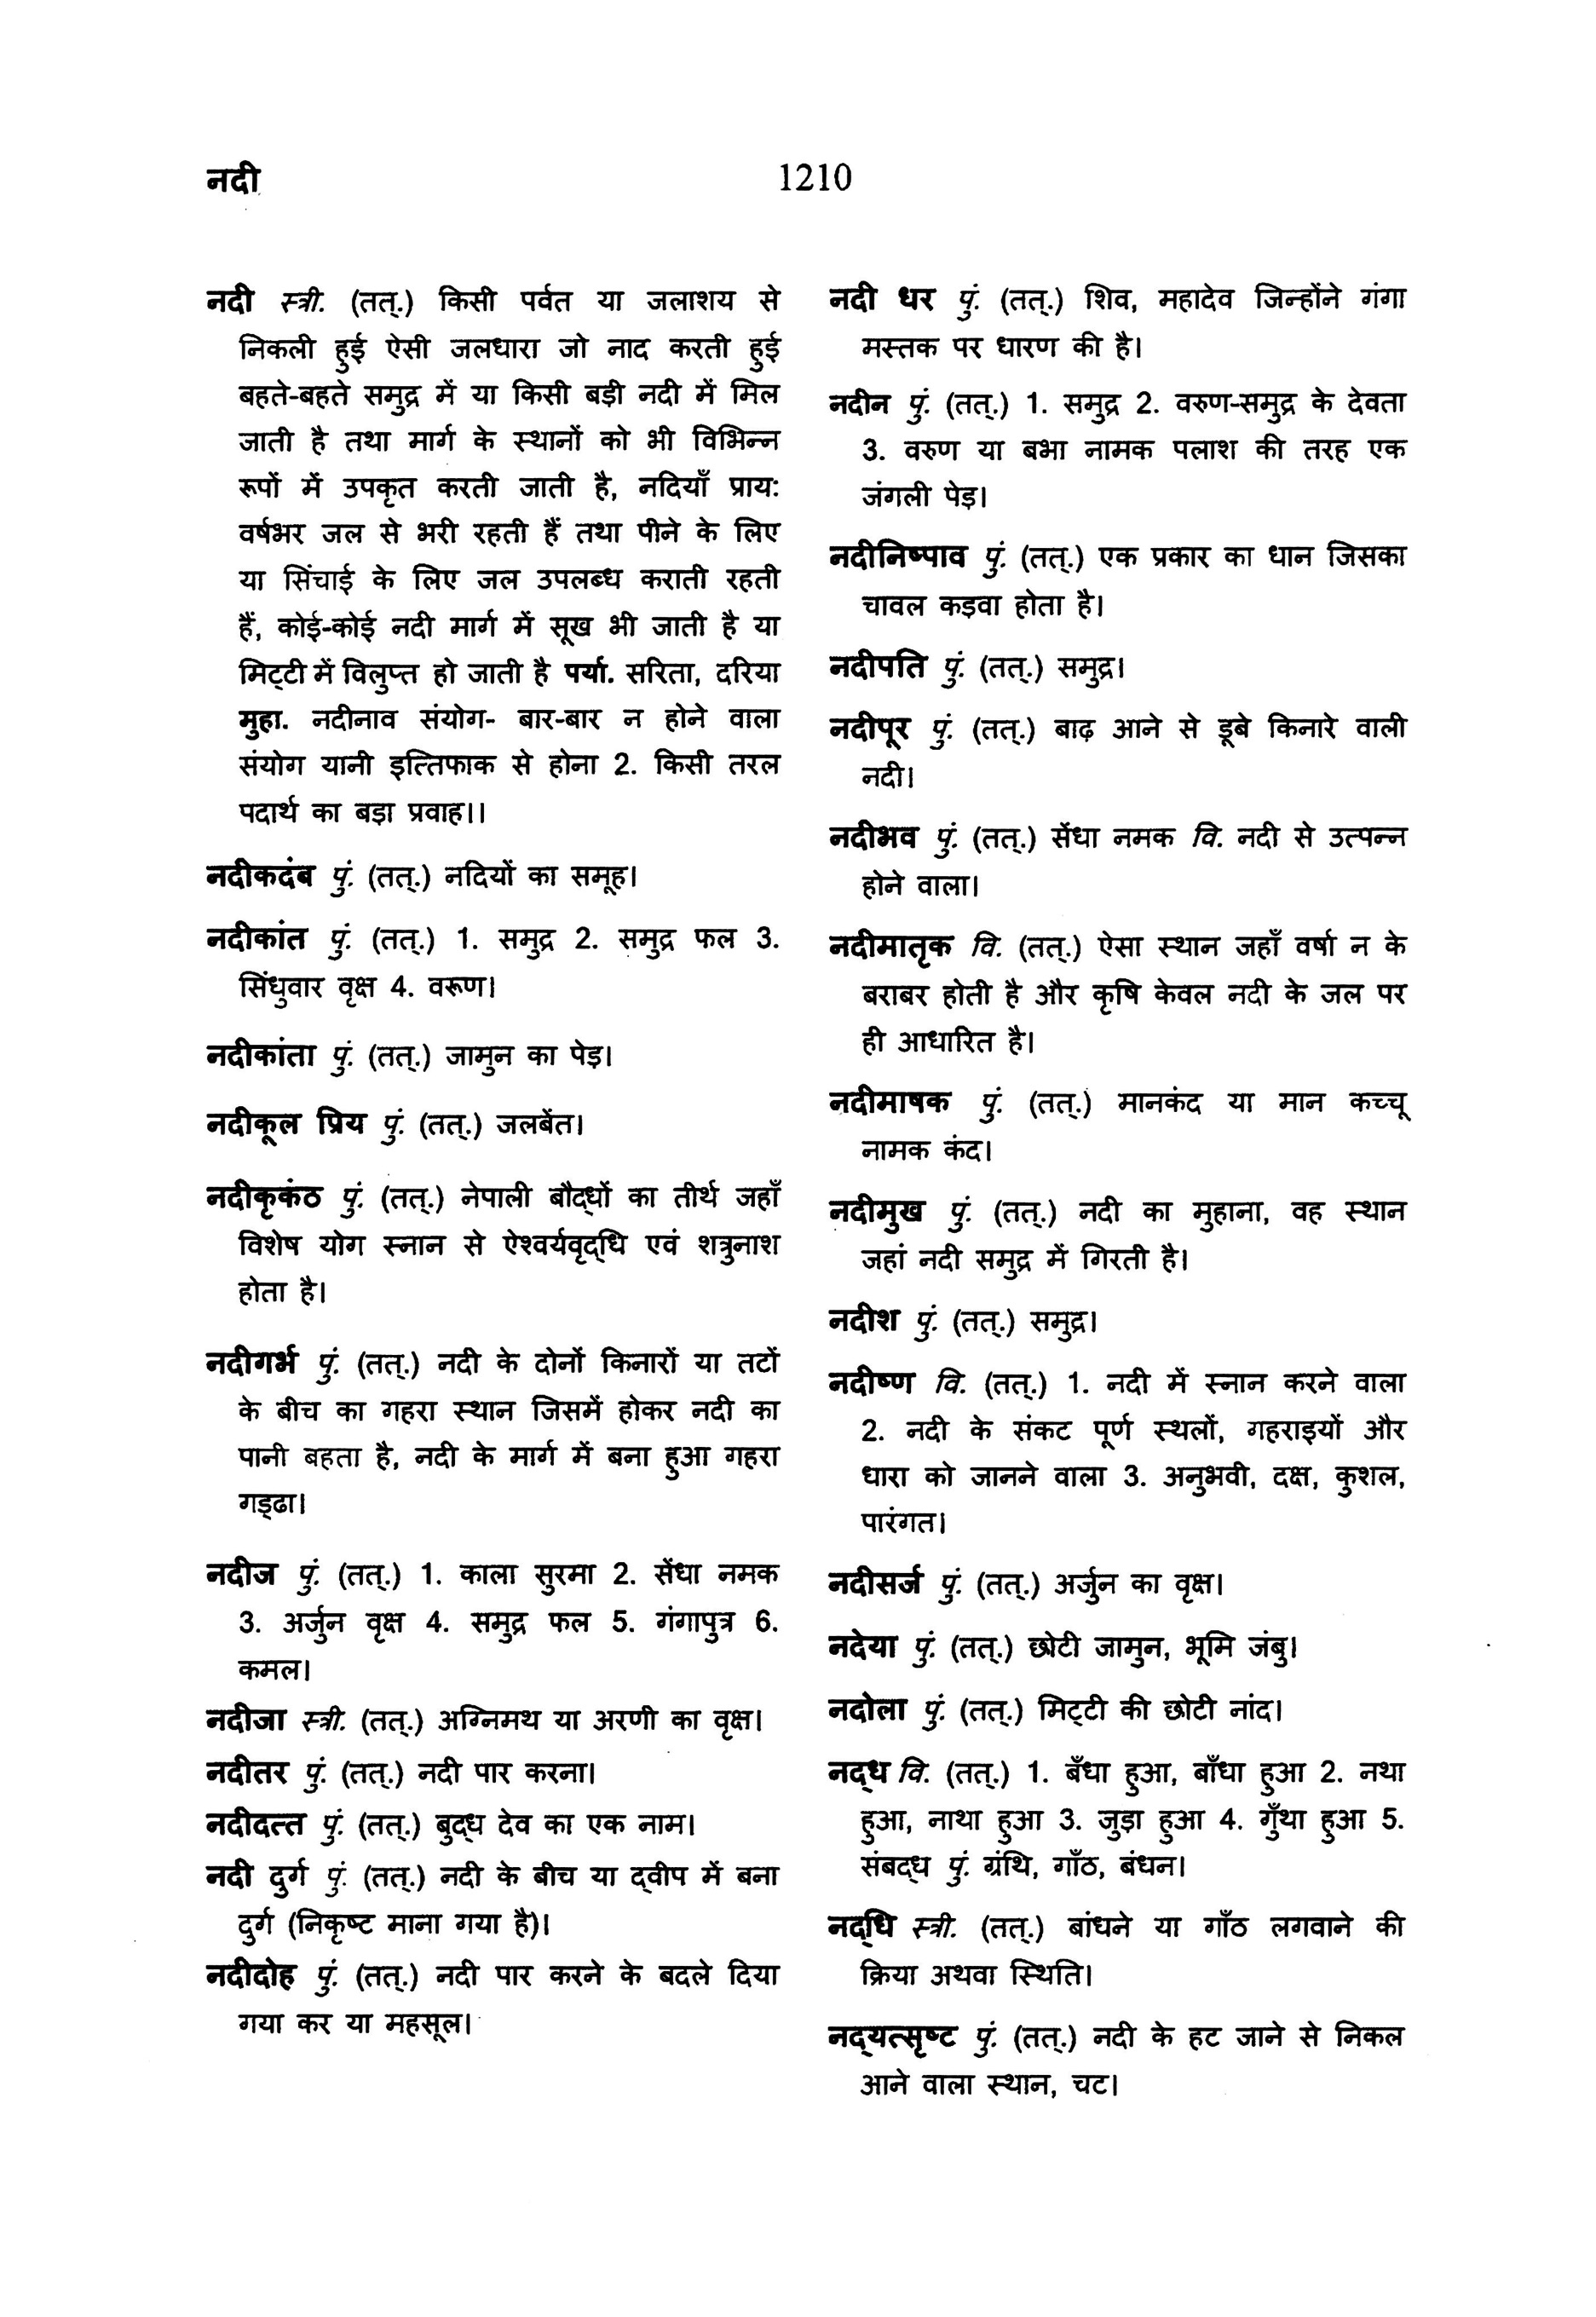 नदी
1210
नदी स्त्री. (तत्.) किसी पर्वत या जलाशय से
निकली हुई ऐसी जलधारा जो नाद करती हुई
बहते-बहते समुद्र में या किसी बड़ी नदी में मिल
जाती है तथा मार्ग के स्थानों को भी विभिन्न
रूपों में उपकृत करती जाती है, नदियाँ प्राय:
वर्षभर जल से भरी रहती हैं तथा पीने के लिए
या सिंचाई के लिए जल उपलब्ध कराती रहती
हैं, कोई-कोई नदी मार्ग में सूख भी जाती है या
मिट्‌टी में विलुप्त हो जाती है पर्या. सरिता, दरिया
मुहा. नदीनाव संयोग- बार-बार न होने वाला
संयोग यानी इत्तिफाक से होना 2. किसी तरल
पदार्थ का बड़ा प्रवाह।।
नदीकदंब पुं. (तत्.) नदियों का समूह।
नदीकांत पुं. (तत्.) 1. समुद्र 2. समुद्र फल 3.
सिंधुवार वृक्ष 4. वरूण।
नदीकांता पुं. (तत्.) जामुन का पेड़।
नदीकूल प्रिय पुं. (तत्.) जलबेंत।
नदीकृकंठ पुं. (तत्.) नेपाली बौद्‌धों का तीर्थ जहाँ
विशेष योग स्नान से ऐश्वर्यवृद्‌धि एवं शत्रुनाश
होता है।
नदीगर्भ पुं. (तत्.) नदी के दोनों किनारों या तटों
के बीच का गहरा स्थान जिसमें होकर नदी का
पानी बहता है, नदी के मार्ग में बना हुआ गहरा
गड्‌ढा।
नदीज पुं. (तत्.) 1. काला सुरमा 2. सेंधा नमक
3. अर्जुन वृक्ष 4. समुद्र फल 5. गंगापुत्र 6.
कमल।
नदीजा स्त्री. (तत्.) अग्निमथ या अरणी का वृक्ष।
नदीतर पुं. (तत्.) नदी पार करना।
नदीदत्त पुं. (तत्.) बुद्‌ध देव का एक नाम।
नदी दुर्ग पुं. (तत्.) नदी के बीच या द्‌वीप में बना
दुर्ग (निकृष्ट माना गया है)।
नदीदोह पुं. (तत्.) नदी पार करने के बदले दिया
गया कर या महसूल।
नदी धर पुं. (तत्.) शिव, महादेव जिन्होंने गंगा
मस्तक पर धारण की है।
नदीन पुं. (तत्.) 1. समुद्र 2. वरुण-समुद्र के देवता
3. वरुण या बभा नामक पलाश की तरह एक
जंगली पेड़।
नदीनिष्पाव पुं. (तत्.) एक प्रकार का धान जिसका
चावल कड़वा होता है।
नदीपति पुं. (तत्.) समुद्र।
नदीपूर पुं. (तत्.) बाढ़ आने से डूबे किनारे वाली
नदी।
नदीभव पुं. (तत्.) सेंधा नमक वि. नदी से उत्पन्न
होने वाला।
नदीमातृक वि. (तत्.) ऐसा स्थान जहाँ वर्षा न के
बराबर होती है और कृषि केवल नदी के जल पर
ही आधारित है।
नदीमाषक पुं. (तत्.) मानकंद या मान कच्चू
नामक कंद।
नदीमुख पुं. (तत्.) नदी का मुहाना, वह स्थान
जहां नदी समुद्र में गिरती है।
नदीश पुं. (तत्.) समुद्र।
नदीष्ण वि. (तत्.) 1. नदी में स्नान करने वाला
2. नदी के संकट पूर्ण स्थलों, गहराइयों और
धारा को जानने वाला 3. अनुभवी, दक्ष, कुशल,
पारंगत।
नदीसर्ज पुं. (तत्.) अर्जुन का वृक्ष।
नदेया पुं. (तत्.) छोटी जामुन, भूमि जंबु।
नदोला पुं. (तत्.) मिट्‌टी की छोटी नांद।
नद्‌ध वि. (तत्.) 1. बँधा हुआ, बाँधा हुआ 2. नथा
हुआ, नाथा हुआ 3. जुड़ा हुआ 4. गुँथा हुआ 5.
संबद्‌ध पुं. ग्रंथि, गाँठ, बंधन।
नद्‌धि स्त्री. (तत्.) बांधने या गाँठ लगवाने की
क्रिया अथवा स्थिति।
नद्‌यत्सृष्ट पुं. (तत्.) नदी के हट जाने से निकल
आने वाला स्थान, चट।